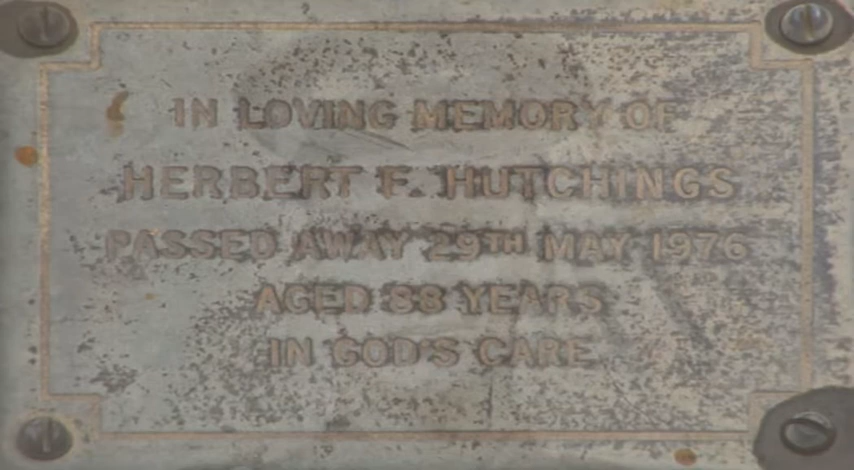 IN LOVING MEMORY OF
HERBERT F. HUTCHINGS
PASSED AWAY 29TH MAY 1976
AGED 88 YEARS
IN GOD'S CARE